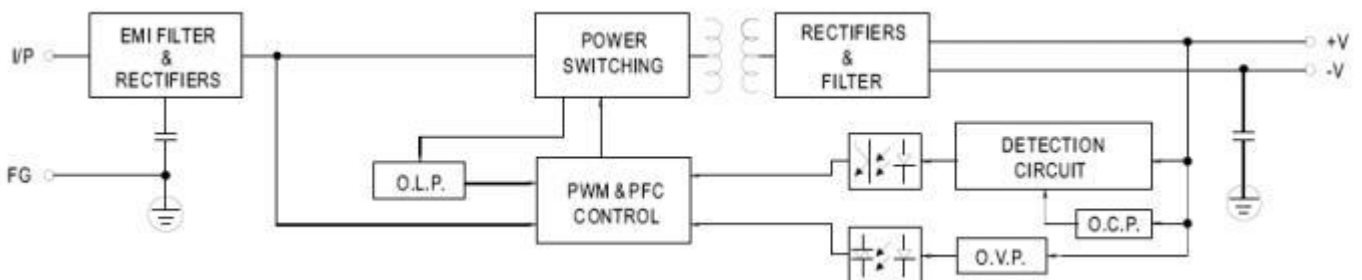 I/P
EMI FILTER
&
RECTIFIERS
POWER
SWITCHING
RECTIFIERS
&
FILTER
+V
-V
FG
O.L.P.
PWM & PFC
CONTROL
DETECTION
CIRCUIT
O.C.P.
O.V.P.